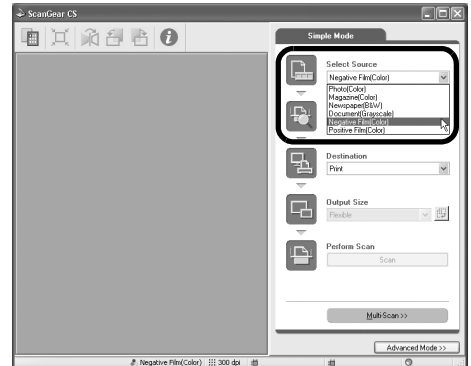 ScanGear CS
Simple Mode
Select Source
Negative Film(Color)
Photo(Color)
Magazine(Color)
Newspaper(B&W)
Document(Grayscale)
Negative Film(Color)
Positive Film(Color)
Destination
Print
Output Size
Flexible
Perform Scan
Scan
Multi-Scan >>
Advanced Mode >>
Negative Film(Color) 300 dpi